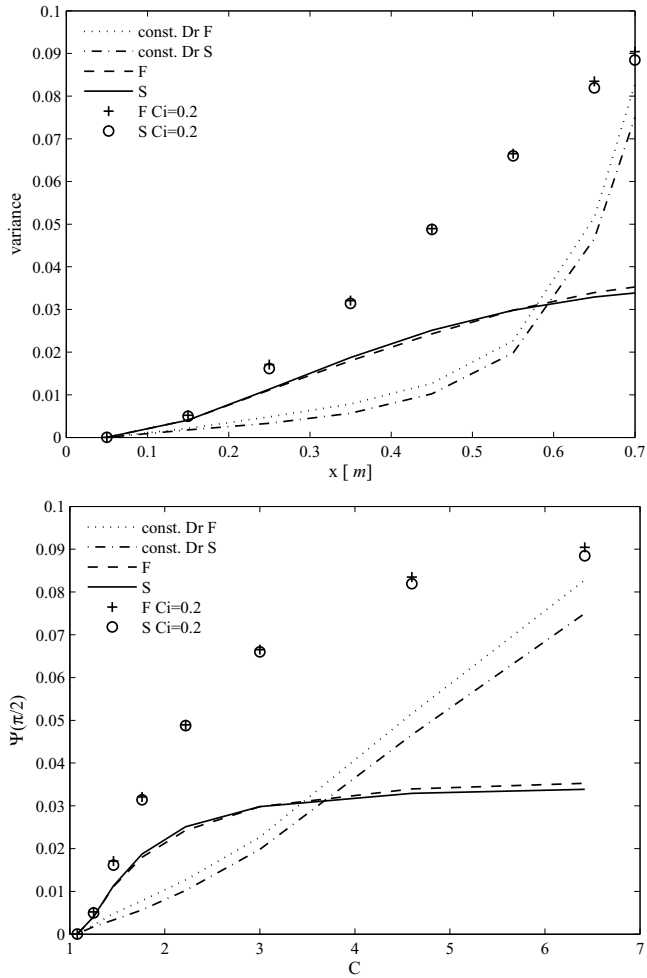 0.1
0.09
0.08
0.07
0.06
0.05
0.04
0.03
0.02
0.01
0
variance
const. Dr F
const. Dr S
F
S
F Ci=0.2
S Ci=0.2
0 0.1 0.2 0.3 0.4 0.5 0.6 0.7
x [ m]
0.1
0.09
0.08
0.07
0.06
0.05
0.04
0.03
0.02
0.01
0
Ψ(π/2)
const. Dr F
const. Dr S
F
S
F Ci=0.2
S Ci=0.2
1 2 3 4 5 6 7
C